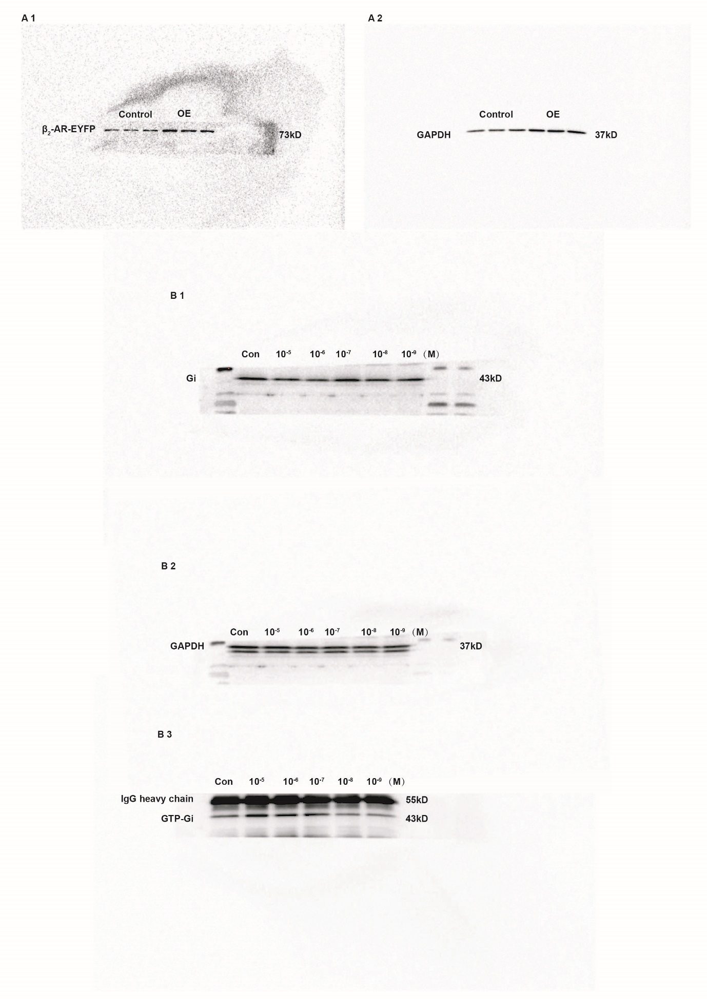 A 1
A 2
Control OE
β₂-AR-EYFP
73kD
Control OE
GAPDH
37kD
B 1
Con 10⁻⁵ 10⁻⁶ 10⁻⁷ 10⁻⁸ 10⁻⁹ （M）
Gi
43kD
B 2
Con 10⁻⁵ 10⁻⁶ 10⁻⁷ 10⁻⁸ 10⁻⁹ （M）
GAPDH
37kD
B 3
Con 10⁻⁵ 10⁻⁶ 10⁻⁷ 10⁻⁸ 10⁻⁹ （M）
IgG heavy chain
55kD
GTP-Gi
43kD